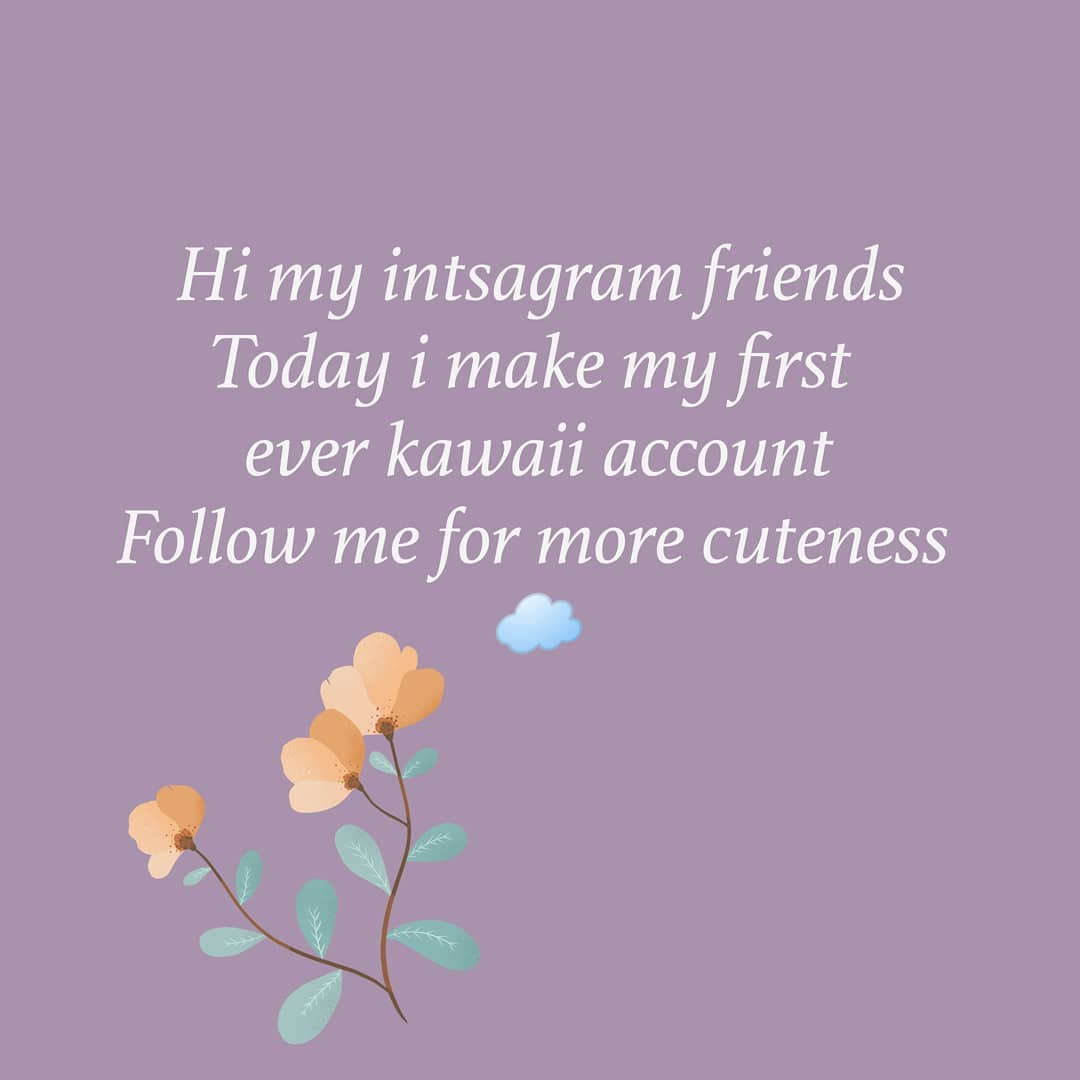 Hi my intsagram friends
Today i make my first
ever kawaii account
Follow me for more cuteness
☁️